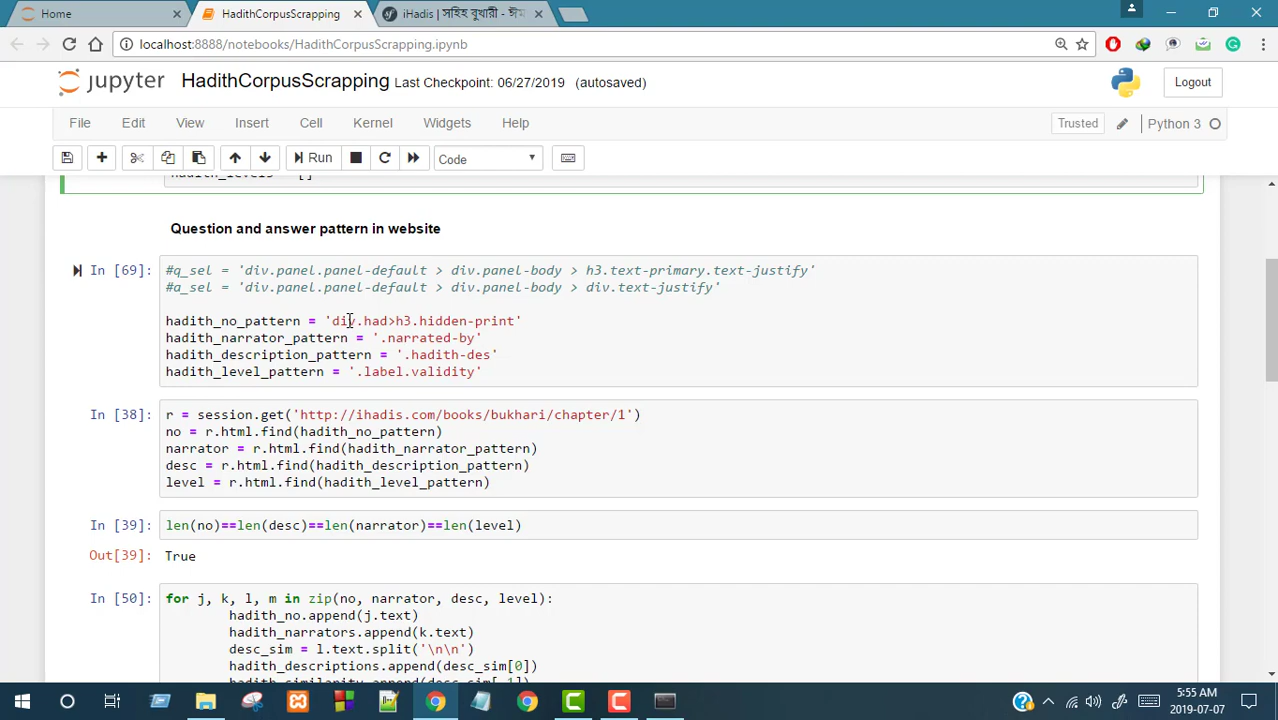 Home
HadithCorpusScrapping
iHadis | সহিহ বুখারী - ঈম
localhost:8888/notebooks/HadithCorpusScrapping.ipynb
jupyter HadithCorpusScrapping Last Checkpoint: 06/27/2019 (autosaved)
Logout
File Edit View Insert Cell Kernel Widgets Help
Trusted Python 3
Run Code
hadith_levels = []
Question and answer pattern in website
In [69]:
#q_sel = 'div.panel.panel-default > div.panel-body > h3.text-primary.text-justify'
#a_sel = 'div.panel.panel-default > div.panel-body > div.text-justify'
hadith_no_pattern = 'div.had>h3.hidden-print'
hadith_narrator_pattern = '.narrated-by'
hadith_description_pattern = '.hadith-des'
hadith_level_pattern = '.label.validity'
In [38]:
r = session.get('http://ihadis.com/books/bukhari/chapter/1')
no = r.html.find(hadith_no_pattern)
narrator = r.html.find(hadith_narrator_pattern)
desc = r.html.find(hadith_description_pattern)
level = r.html.find(hadith_level_pattern)
In [39]:
len(no)==len(desc)==len(narrator)==len(level)
Out[39]: True
In [50]:
for j, k, l, m in zip(no, narrator, desc, level):
hadith_no.append(j.text)
hadith_narrators.append(k.text)
desc_sim = l.text.split('\n\n')
hadith_descriptions.append(desc_sim[0])
hadith_similarity.append(desc_sim[-1])
5:55 AM
2019-07-07